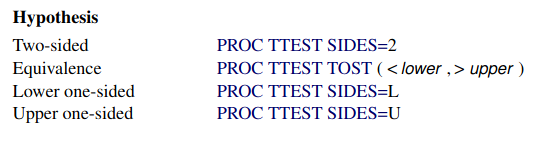 Hypothesis
Two-sided PROC TTEST SIDES=2
Equivalence PROC TTEST TOST ( < lower , > upper )
Lower one-sided PROC TTEST SIDES=L
Upper one-sided PROC TTEST SIDES=U